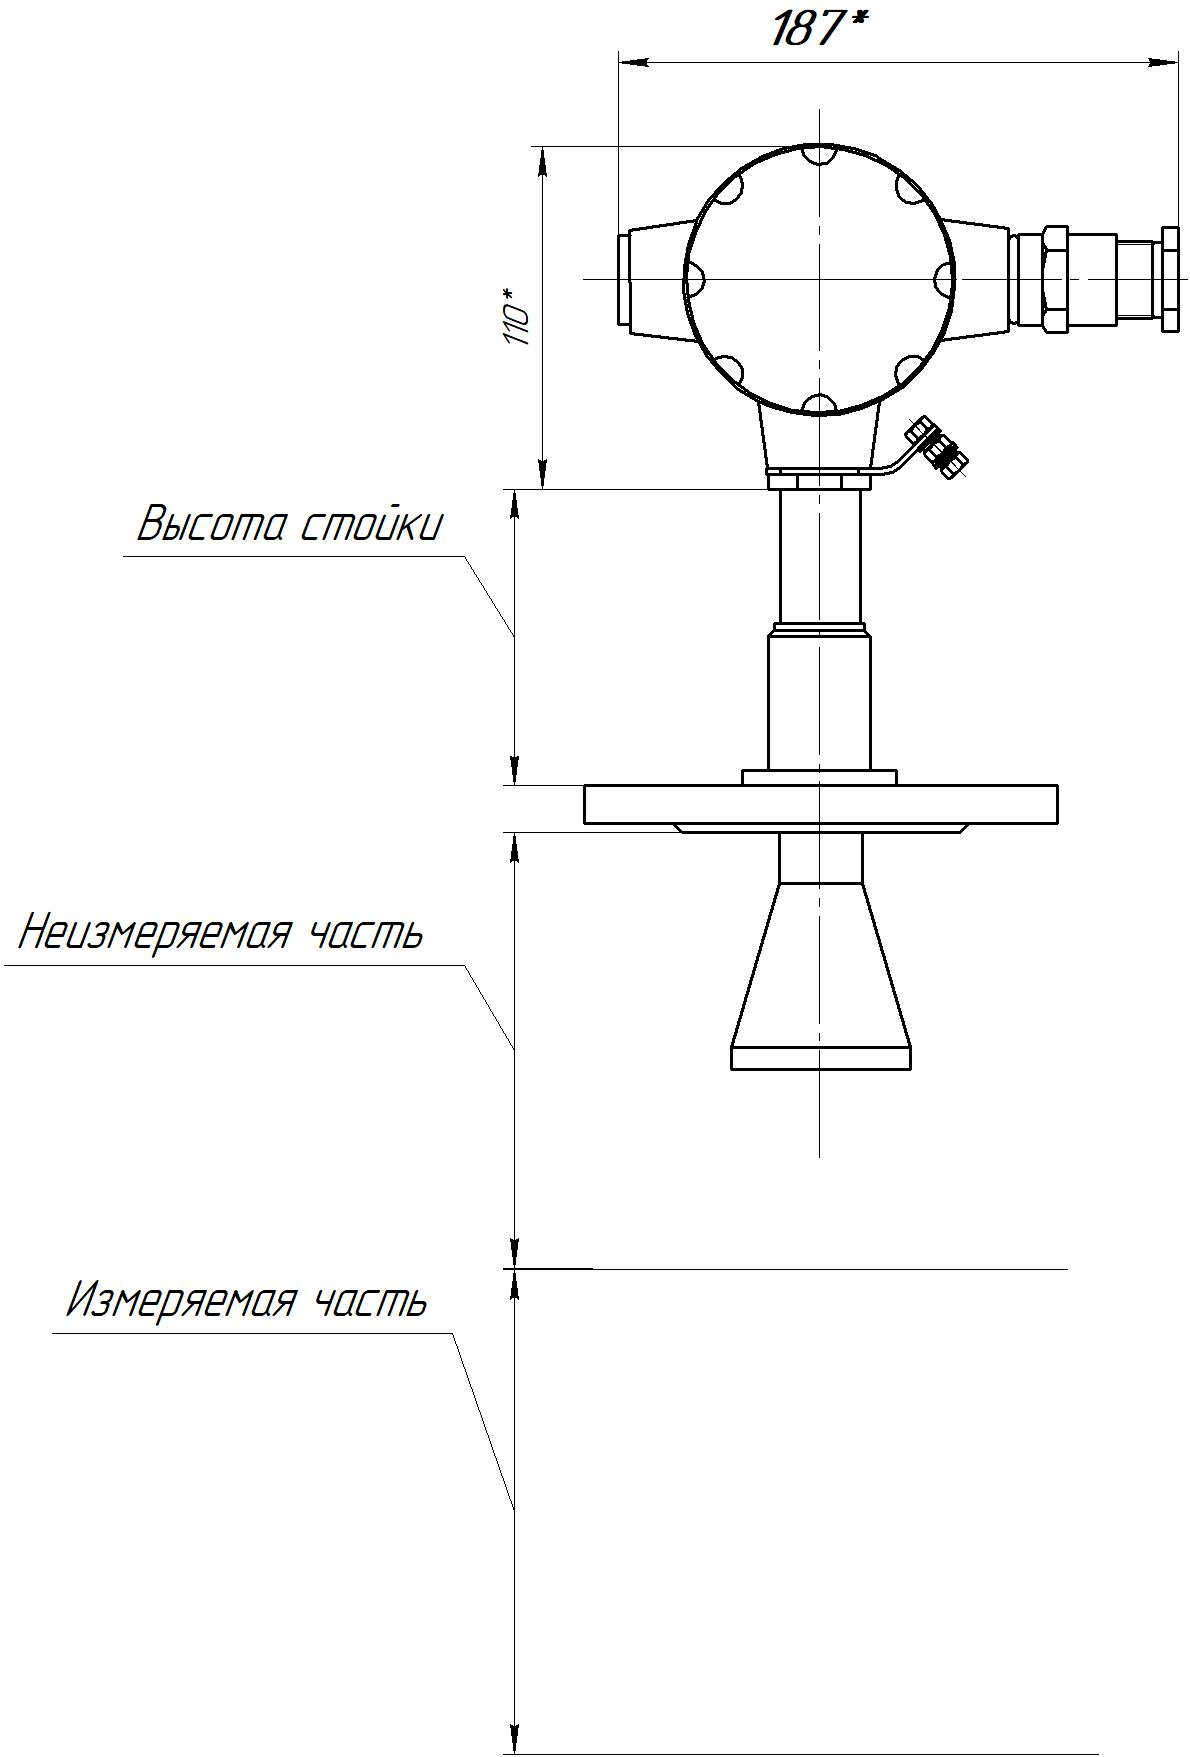 187*
110*
Высота стойки
Неизмеряемая часть
Измеряемая часть